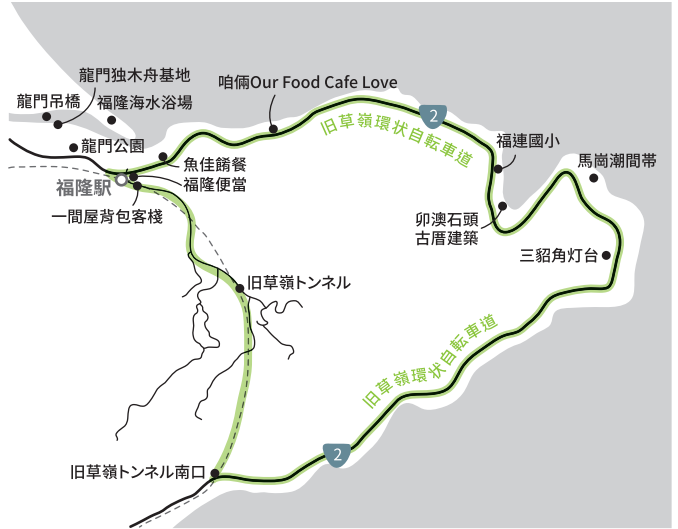 龍門独木舟基地
龍門吊橋
福隆海水浴場
咱倆Our Food Cafe Love
旧草嶺環状自転車道
2
龍門公園
福連國小
魚佳餚餐
馬崗潮間帯
福隆駅
福隆便當
一間屋背包客棧
卯澳石頭
古厝建築
三貂角灯台
旧草嶺トンネル
旧草嶺環状自転車道
2
旧草嶺トンネル南口